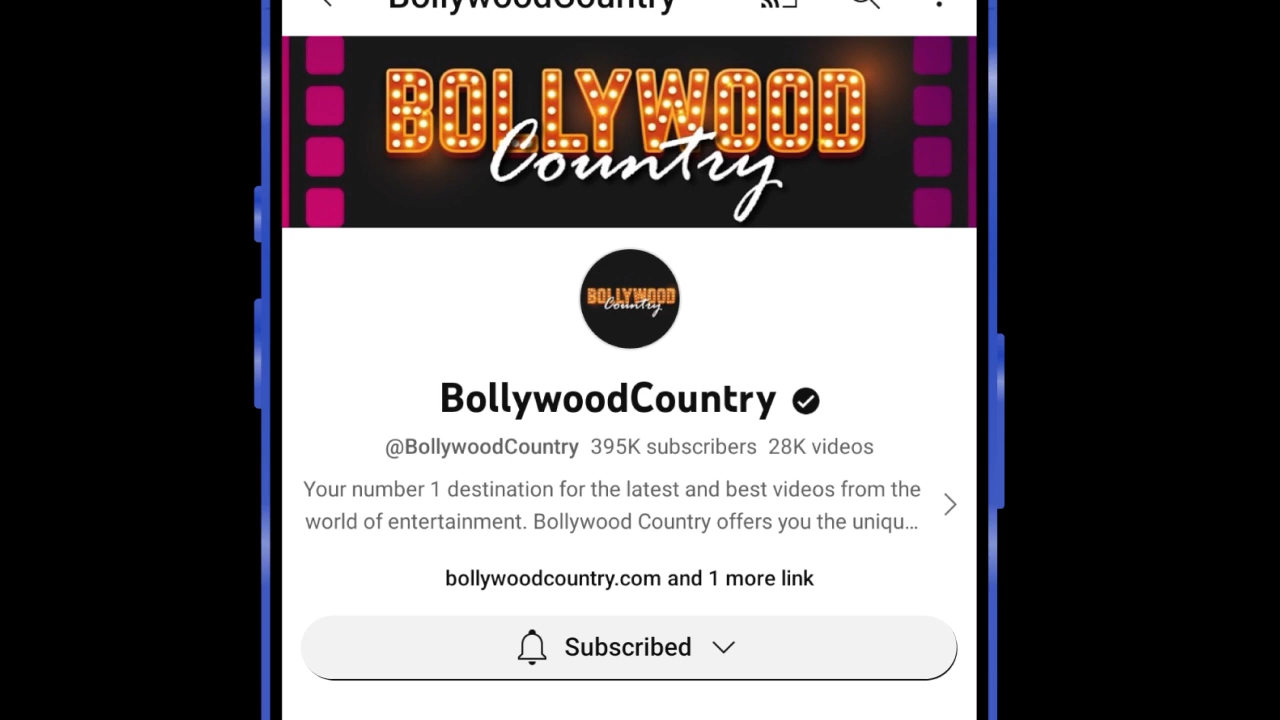 BollywoodCountry
BOLLYWOOD
Country
BOLLYWOOD
Country
BollywoodCountry
@BollywoodCountry 395K subscribers 28K videos
Your number 1 destination for the latest and best videos from the
world of entertainment. Bollywood Country offers you the uniqu...
bollywoodcountry.com and 1 more link
Subscribed